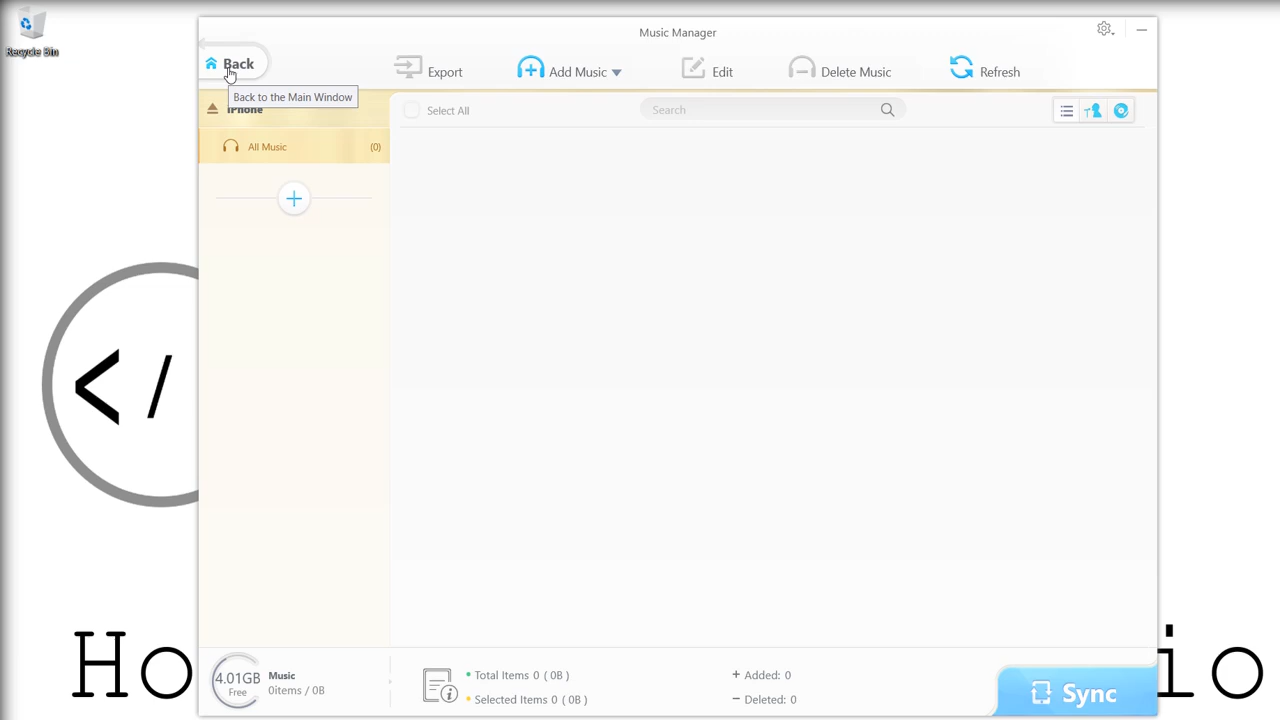 Recycle Bin
Music Manager
Back
Export
Add Music
Edit
Delete Music
Refresh
Back to the Main Window
iPhone
Select All
Search
All Music (0)
< /
4.01GB
Free
Music
0items / 0B
Total Items 0 ( 0B )
Selected Items 0 ( 0B )
+ Added: 0
− Deleted: 0
Sync
Ho
io